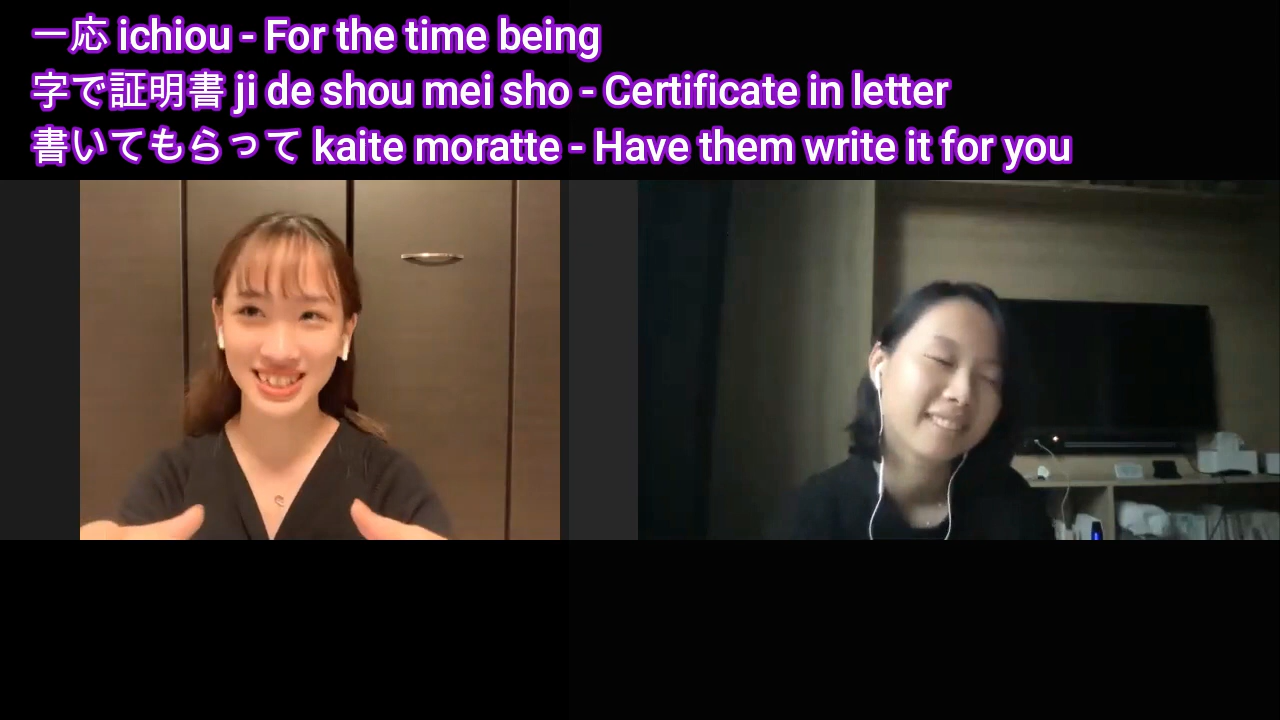 一応 ichiou - For the time being
字で証明書 ji de shou mei sho - Certificate in letter
書いてもらって kaite moratte - Have them write it for you